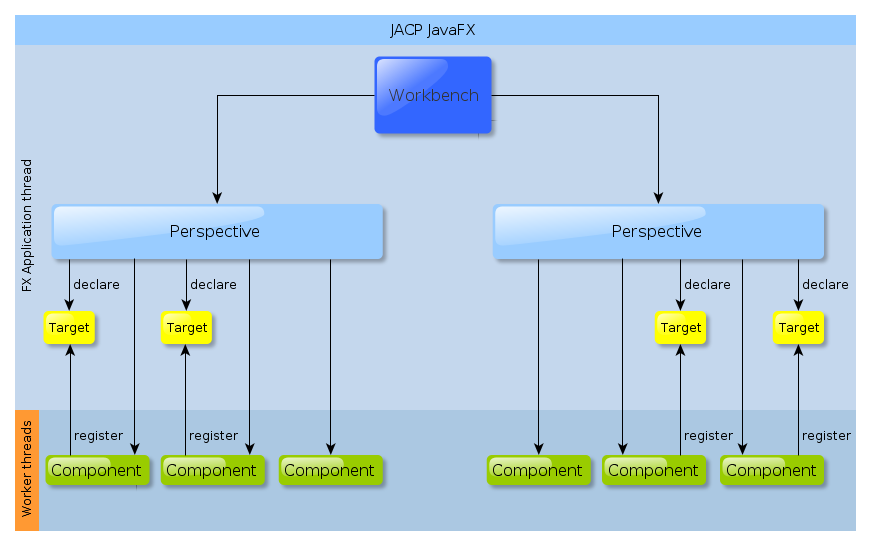 JACP JavaFX
Workbench
FX Application thread
Perspective
Perspective
declare
declare
declare
declare
Target
Target
Target
Target
register
register
register
register
Worker threads
Component
Component
Component
Component
Component
Component